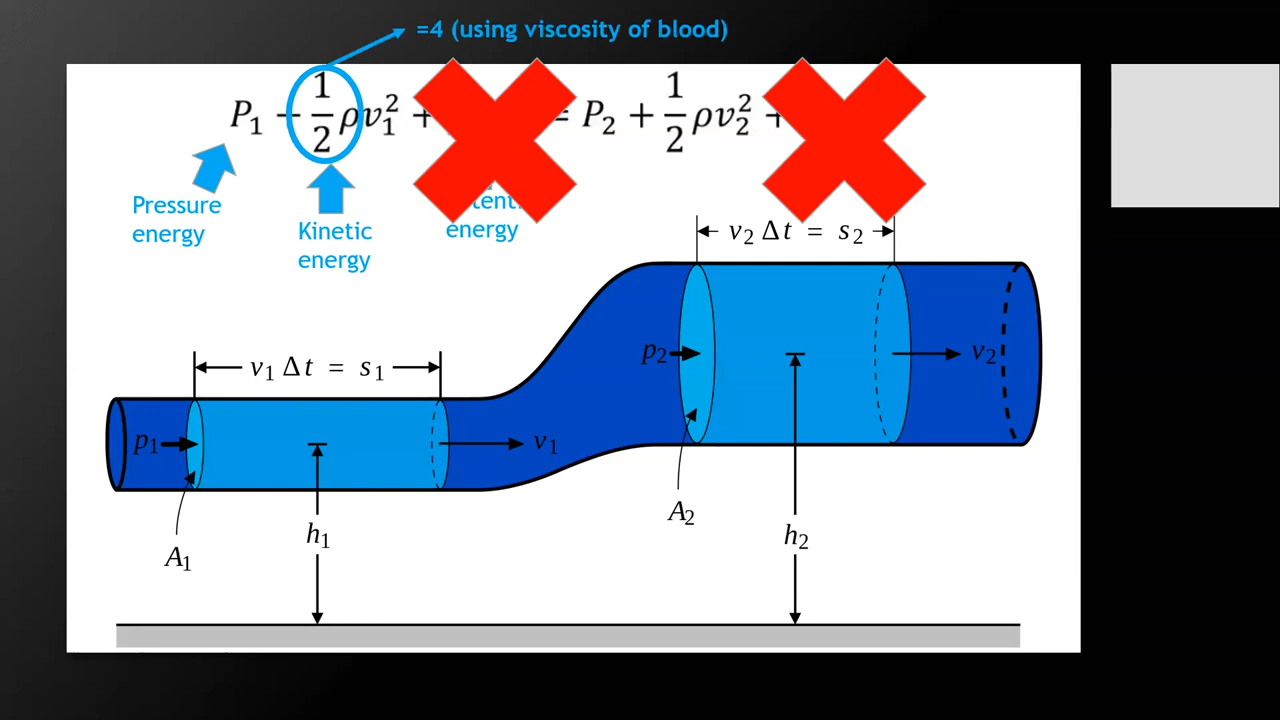 =4 (using viscosity of blood)
P₁ + 1/2 ρv₁² + = P₂ + 1/2 ρv₂² +
Pressure
energy
Kinetic
energy
energy
v₂ Δt = s₂
v₁ Δt = s₁
p₂
v₂
p₁
v₁
A₂
h₁
h₂
A₁